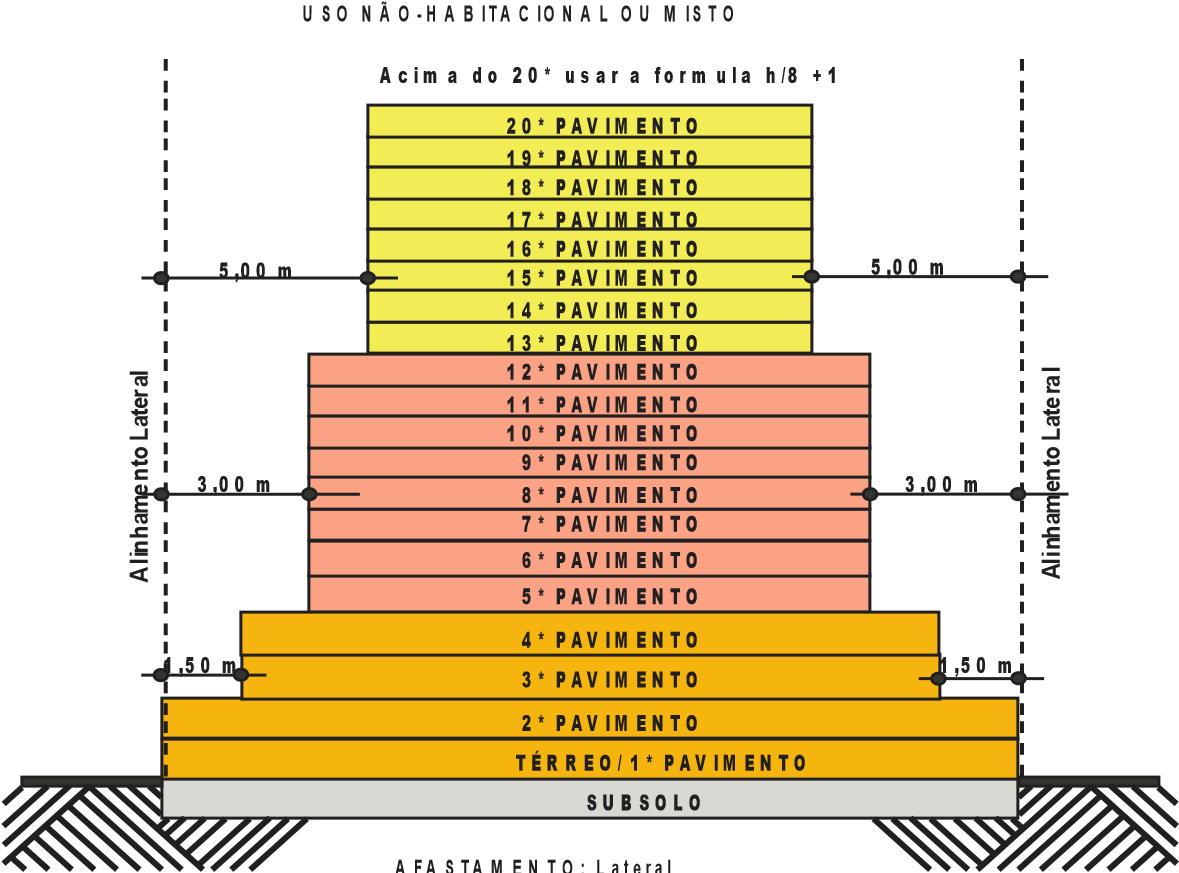 USO NÃO-HABITACIONAL OU MISTO
Acima do 20* usar a formula h/8 +1
20* PAVIMENTO
19* PAVIMENTO
18* PAVIMENTO
17* PAVIMENTO
16* PAVIMENTO
5,00 m
15* PAVIMENTO
5,00 m
14* PAVIMENTO
13* PAVIMENTO
12* PAVIMENTO
11* PAVIMENTO
10* PAVIMENTO
9* PAVIMENTO
Alinhamento Lateral
3,00 m
8* PAVIMENTO
3,00 m
Alinhamento Lateral
7* PAVIMENTO
6* PAVIMENTO
5* PAVIMENTO
4* PAVIMENTO
1,50 m
3* PAVIMENTO
1,50 m
2* PAVIMENTO
TÉRREO/1* PAVIMENTO
SUBSOLO
AFASTAMENTO: Lateral